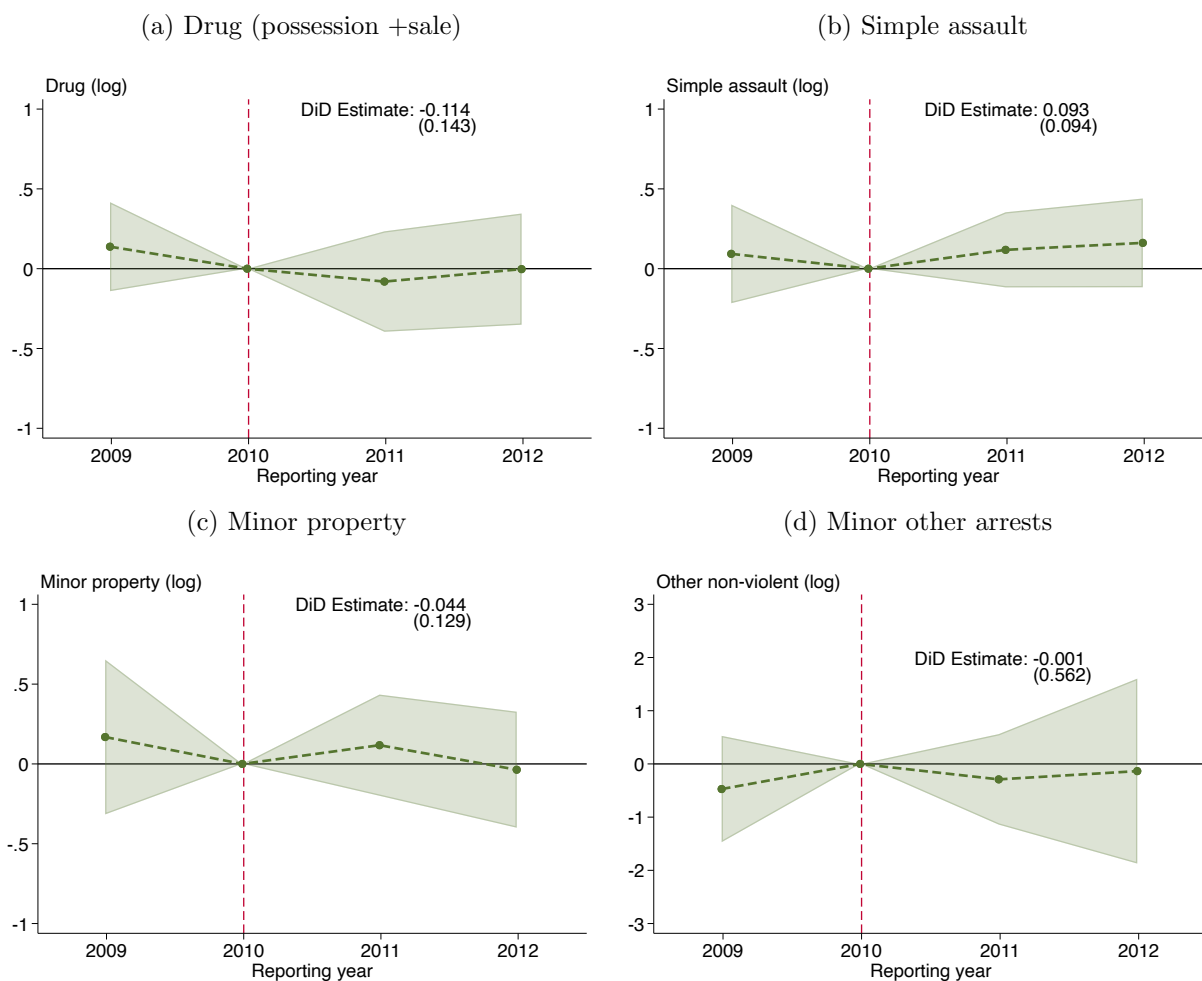 (a) Drug (possession +sale)
Drug (log)
DiD Estimate: -0.114
(0.143)
1
.5
0
-.5
-1
2009 2010 2011 2012
Reporting year
(b) Simple assault
Simple assault (log)
DiD Estimate: 0.093
(0.094)
1
.5
0
-.5
-1
2009 2010 2011 2012
Reporting year
(c) Minor property
Minor property (log)
DiD Estimate: -0.044
(0.129)
1
.5
0
-.5
-1
2009 2010 2011 2012
Reporting year
(d) Minor other arrests
Other non-violent (log)
3
2
DiD Estimate: -0.001
(0.562)
1
0
-1
-2
-3
2009 2010 2011 2012
Reporting year